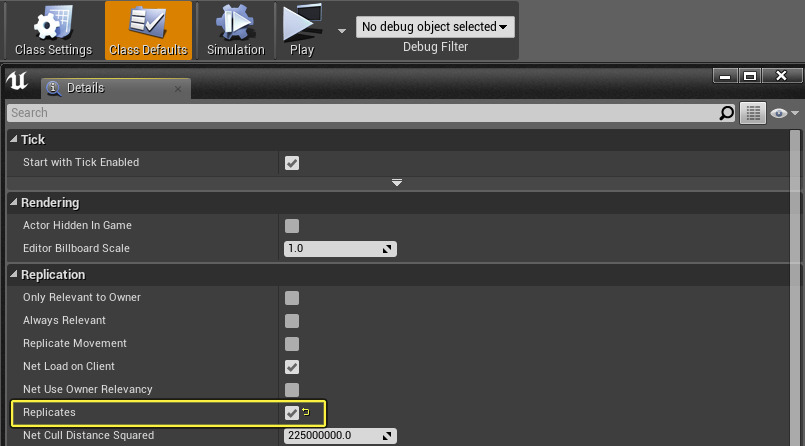 Class Settings
Class Defaults
Simulation
Play
No debug object selected
Debug Filter
Details
Search
Tick
Start with Tick Enabled
Rendering
Actor Hidden In Game
Editor Billboard Scale 1.0
Replication
Only Relevant to Owner
Always Relevant
Replicate Movement
Net Load on Client
Net Use Owner Relevancy
Replicates
Net Cull Distance Squared 225000000.0